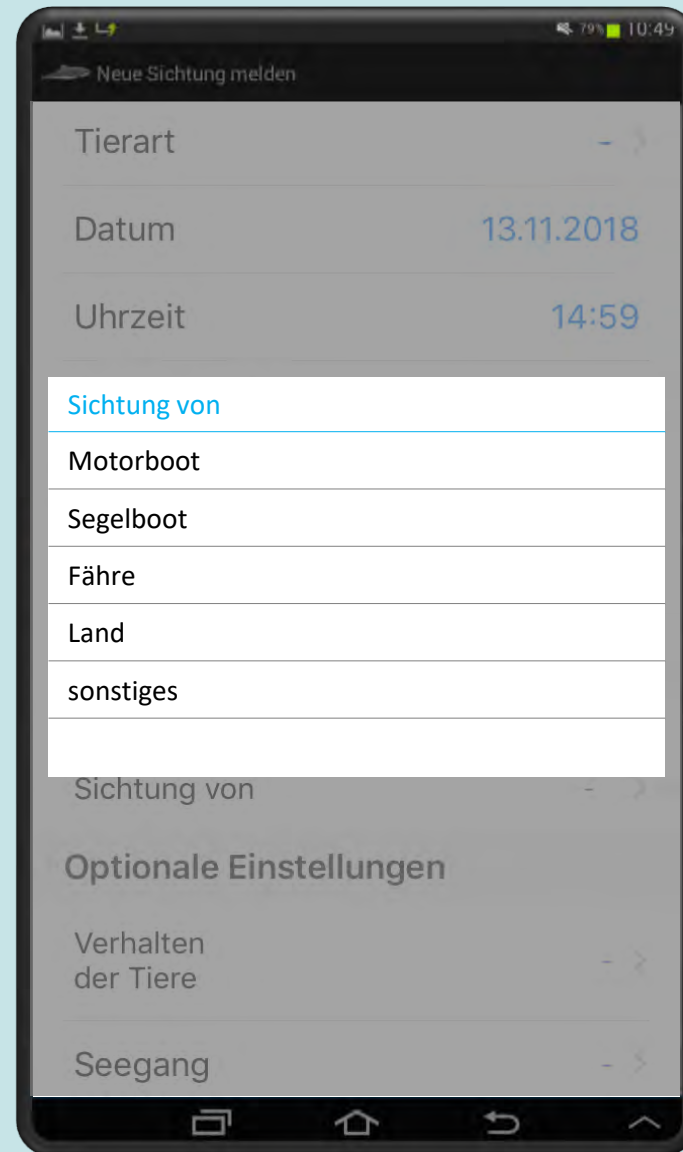 79% 10:49
Neue Sichtung melden
Tierart -
Datum 13.11.2018
Uhrzeit 14:59
Sichtung von
Motorboot
Segelboot
Fähre
Land
sonstiges
Sichtung von -
Optionale Einstellungen
Verhalten
der Tiere -
Seegang -